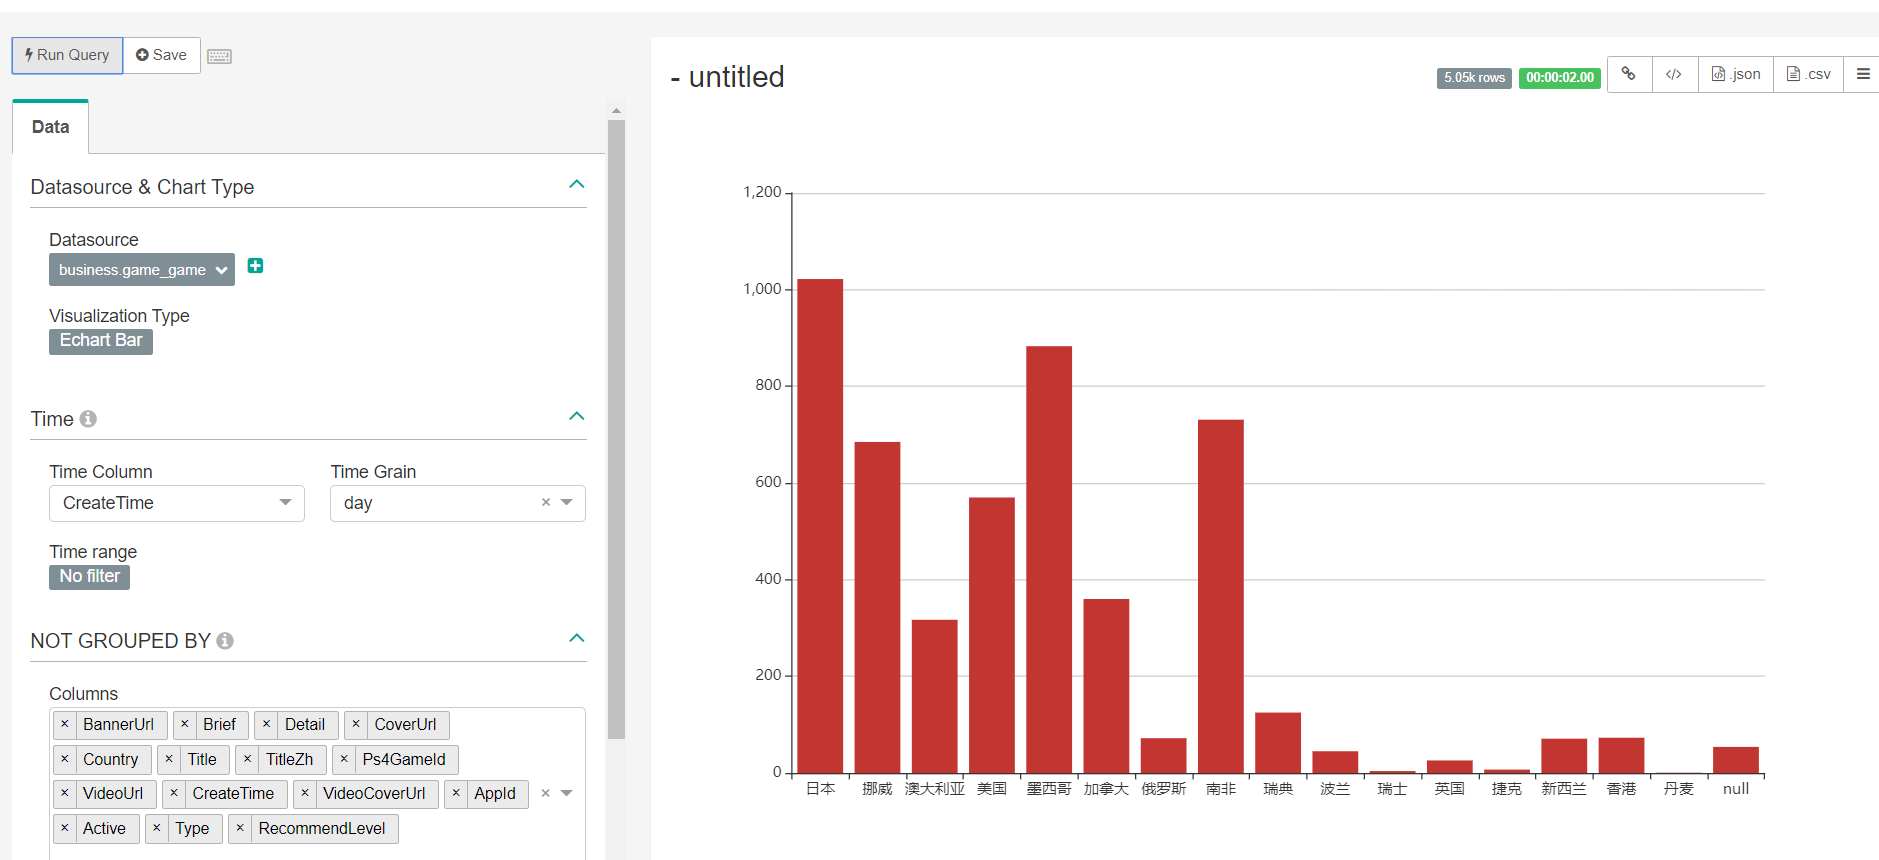 Run Query Save
- untitled
5.05k rows 00:00:02.00 </> .json .csv
Data
Datasource & Chart Type
Datasource
business.game_game
Visualization Type
Echart Bar
Time
Time Column Time Grain
CreateTime day
Time range
No filter
NOT GROUPED BY
Columns
× BannerUrl × Brief × Detail × CoverUrl
× Country × Title × TitleZh × Ps4GameId
× VideoUrl × CreateTime × VideoCoverUrl × AppId
× Active × Type × RecommendLevel
1,200
1,000
800
600
400
200
0
日本 挪威 澳大利亚 美国 墨西哥 加拿大 俄罗斯 南非 瑞典 波兰 瑞士 英国 捷克 新西兰 香港 丹麦 null